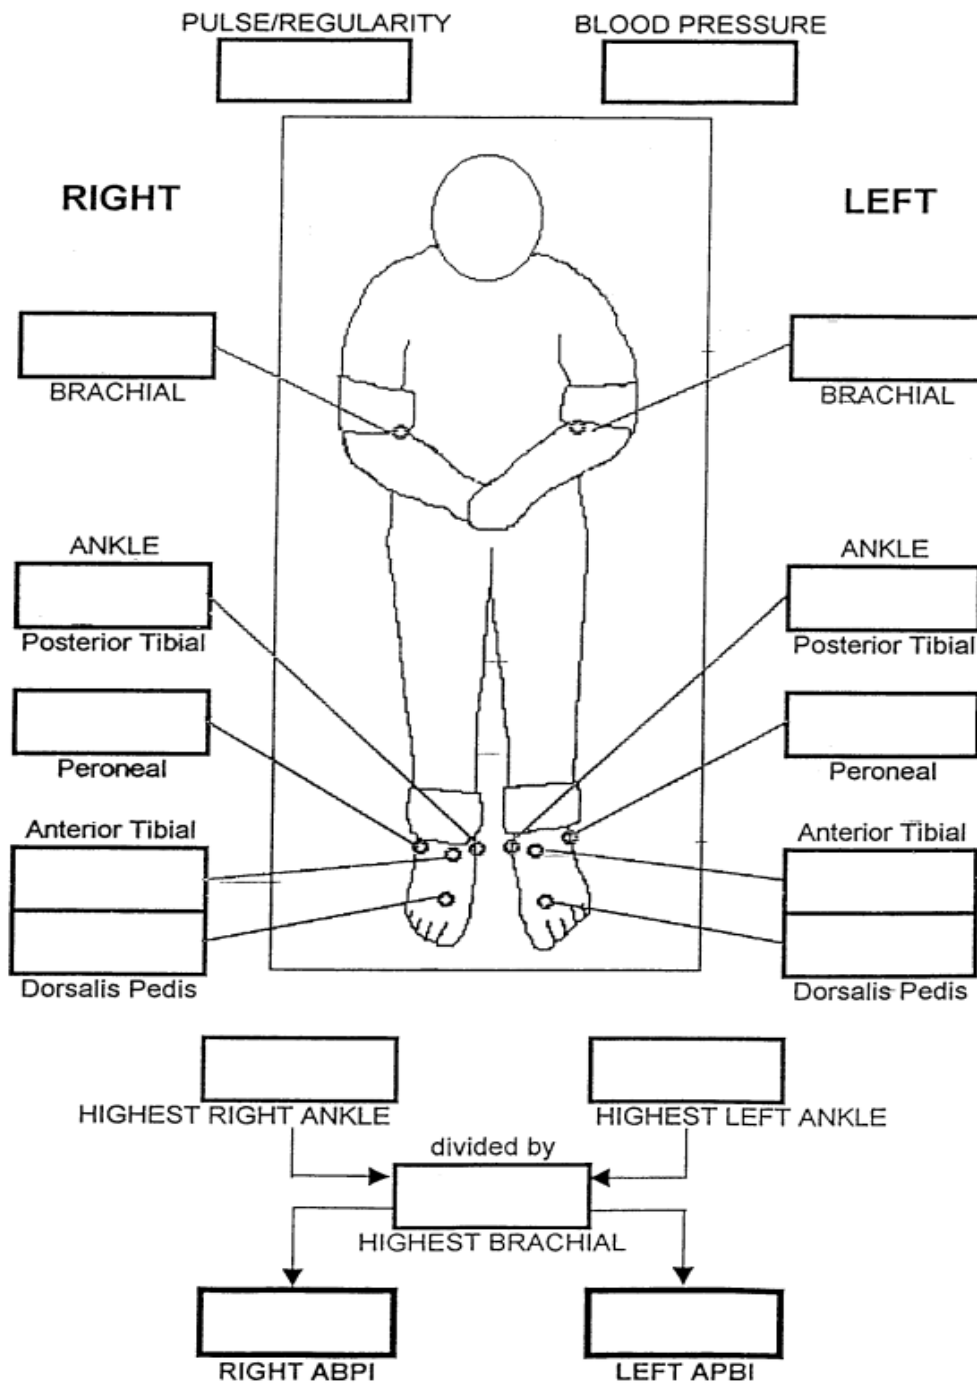 PULSE/REGULARITY
BLOOD PRESSURE
RIGHT
LEFT
BRACHIAL
BRACHIAL
ANKLE
ANKLE
Posterior Tibial
Posterior Tibial
Peroneal
Peroneal
Anterior Tibial
Anterior Tibial
Dorsalis Pedis
Dorsalis Pedis
HIGHEST RIGHT ANKLE
HIGHEST LEFT ANKLE
divided by
HIGHEST BRACHIAL
RIGHT ABPI
LEFT APBI